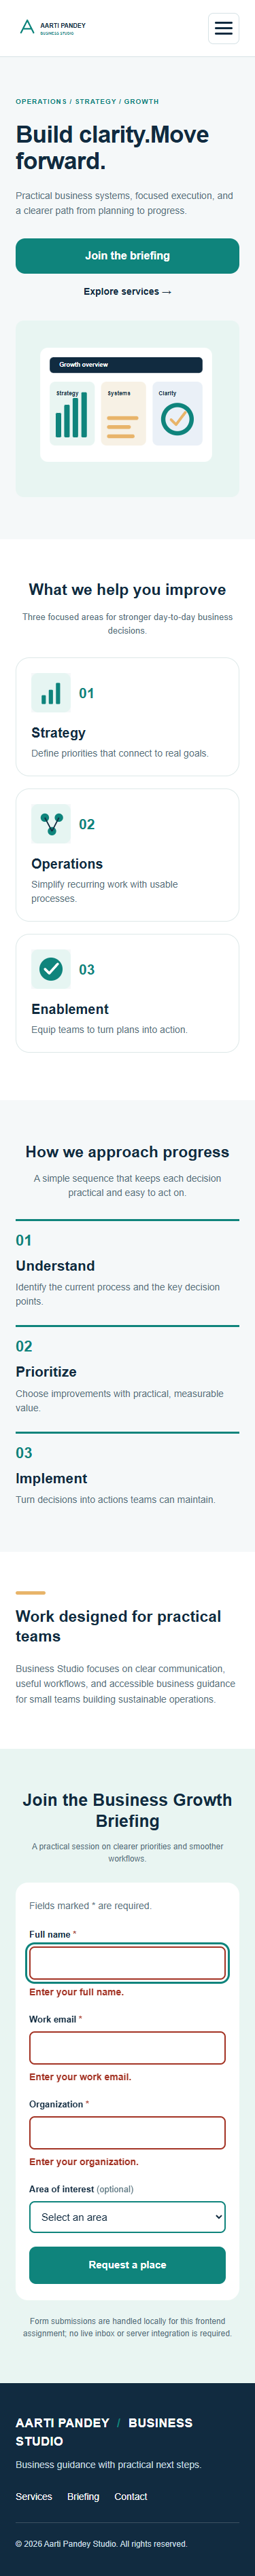 AARTI PANDEY
BUSINESS STUDIO
OPERATIONS / STRATEGY / GROWTH
Build clarity.Move
forward.
Practical business systems, focused execution, and
a clearer path from planning to progress.
Join the briefing
Explore services →
Growth overview
Strategy
Systems
Clarity
What we help you improve
Three focused areas for stronger day-to-day business
decisions.
01
Strategy
Define priorities that connect to real goals.
02
Operations
Simplify recurring work with usable
processes.
03
Enablement
Equip teams to turn plans into action.
How we approach progress
A simple sequence that keeps each decision
practical and easy to act on.
01
Understand
Identify the current process and the key decision
points.
02
Prioritize
Choose improvements with practical, measurable
value.
03
Implement
Turn decisions into actions teams can maintain.
Work designed for practical
teams
Business Studio focuses on clear communication,
useful workflows, and accessible business guidance
for small teams building sustainable operations.
Join the Business Growth
Briefing
A practical session on clearer priorities and smoother
workflows.
Fields marked * are required.
Full name *
Enter your full name.
Work email *
Enter your work email.
Organization *
Enter your organization.
Area of interest (optional)
Select an area
Request a place
Form submissions are handled locally for this frontend
assignment; no live inbox or server integration is required.
AARTI PANDEY / BUSINESS
STUDIO
Business guidance with practical next steps.
Services Briefing Contact
© 2026 Aarti Pandey Studio. All rights reserved.